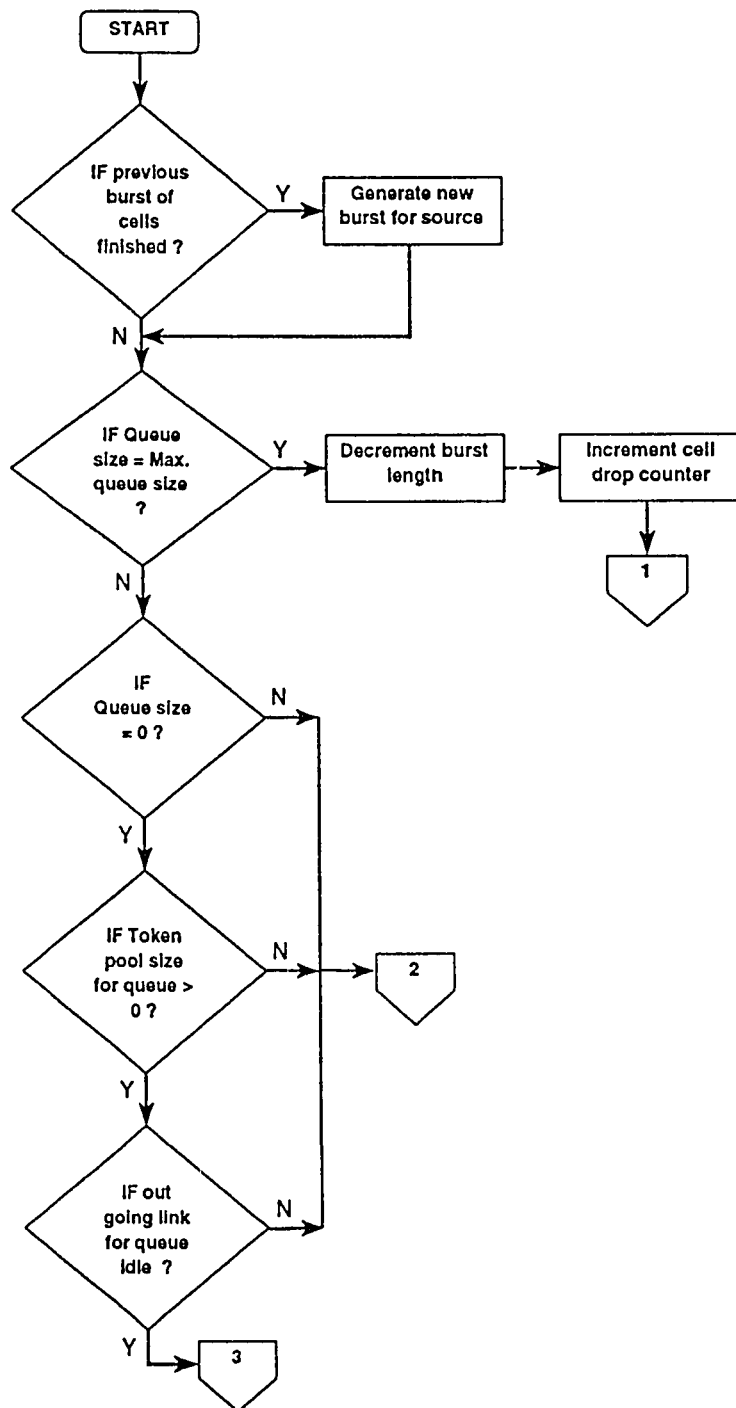 START
IF previous
burst of
cells
finished ?
Y
Generate new
burst for source
N
IF Queue
size = Max.
queue size
?
Y
Decrement burst
length
Increment cell
drop counter
1
N
IF
Queue size
= 0 ?
N
Y
IF Token
pool size
for queue >
0 ?
N
2
Y
IF out
going link
for queue
idle ?
N
Y
3